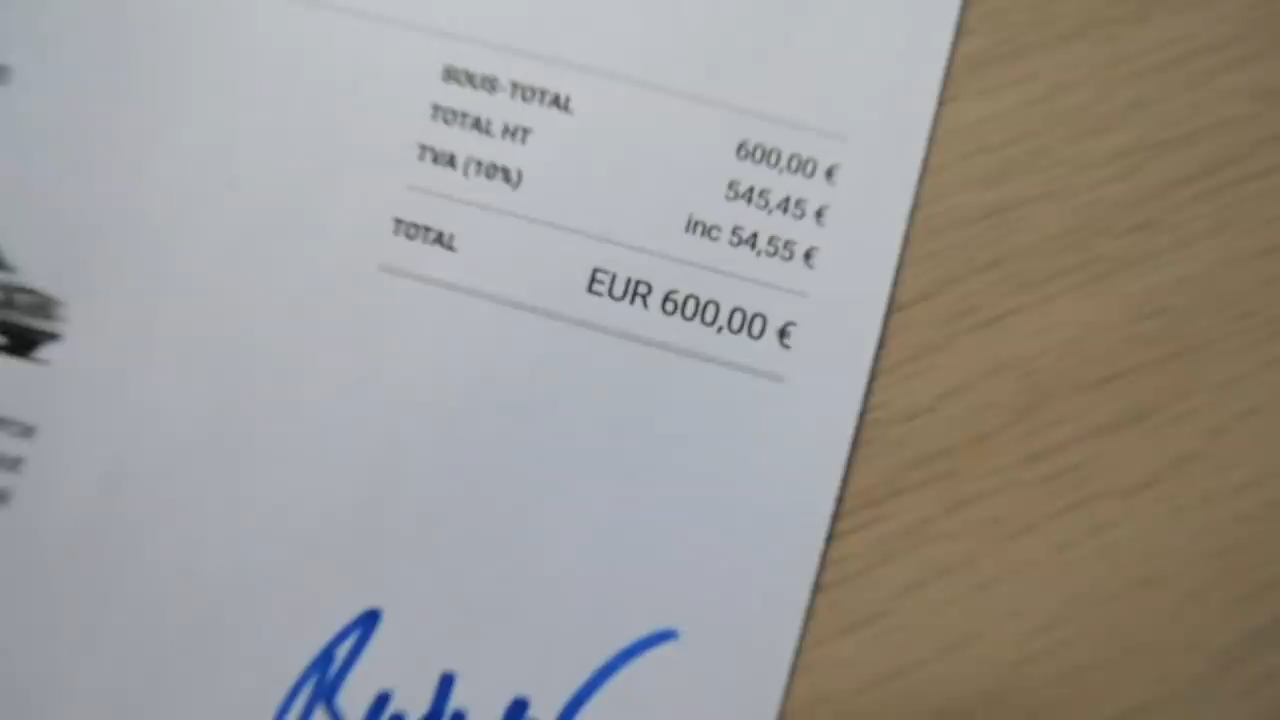 SOUS-TOTAL 600,00 €
TOTAL HT 545,45 €
TVA (10%) inc 54,55 €
TOTAL EUR 600,00 €